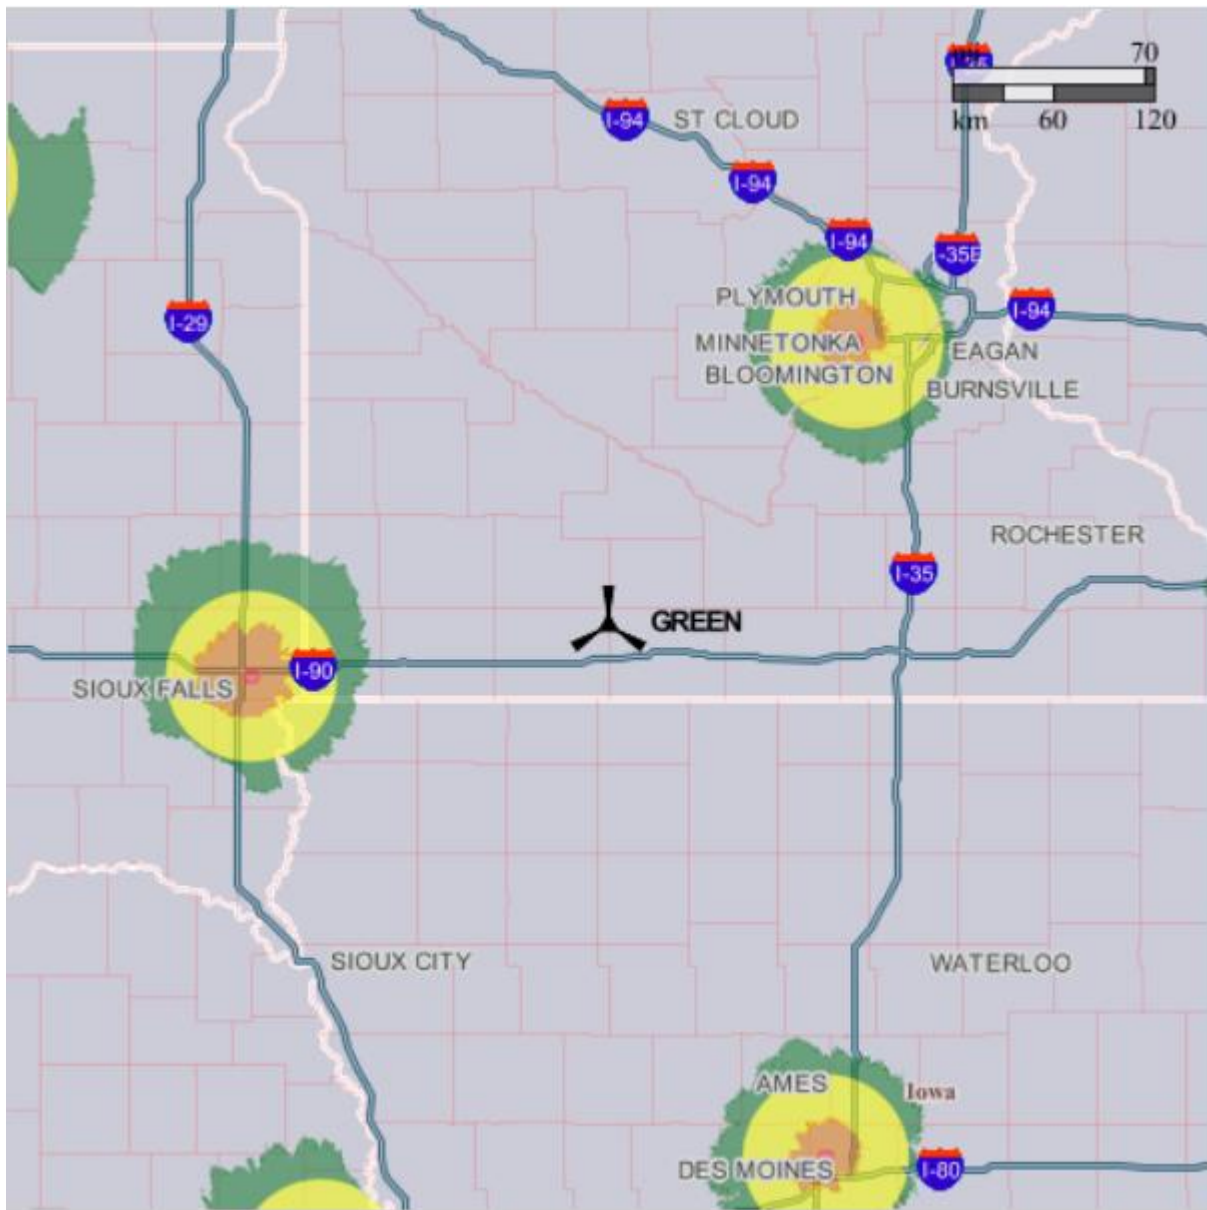 70
I-94
ST CLOUD
km 60 120
I-94
I-94
-35E
PLYMOUTH
I-94
I-29
MINNETONKA
EAGAN
BLOOMINGTON
BURNSVILLE
ROCHESTER
I-35
GREEN
I-90
SIOUX FALLS
SIOUX CITY
WATERLOO
AMES
Iowa
DES MOINES
I-80